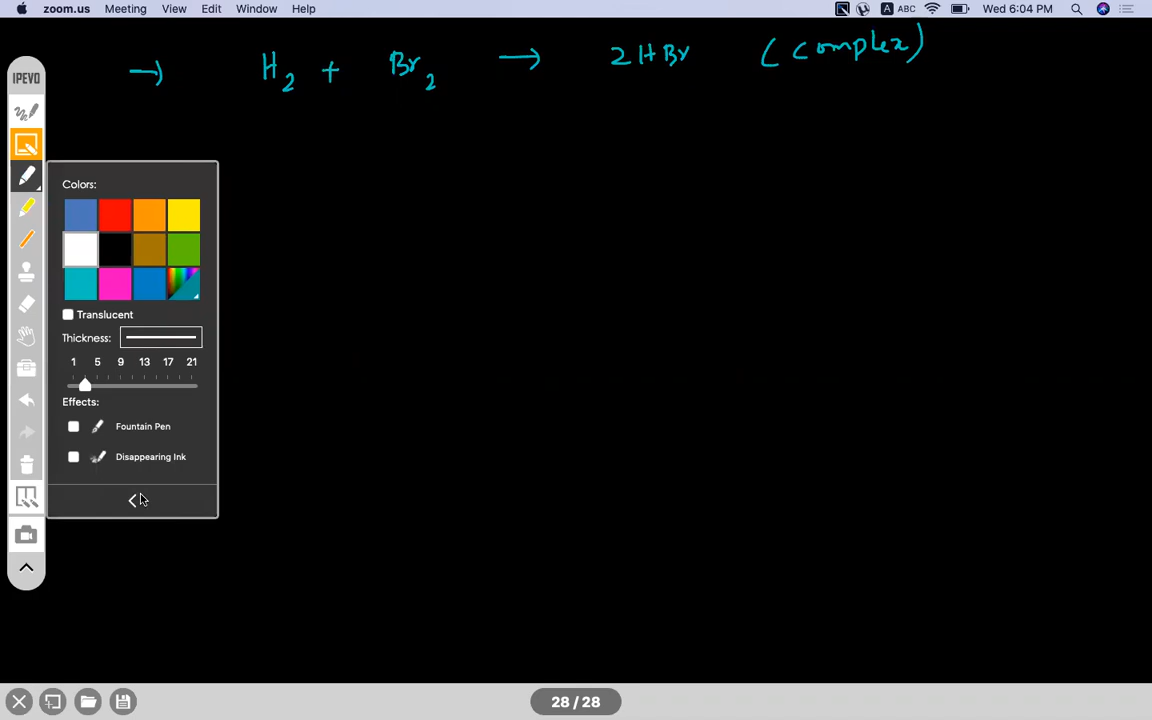 zoom.us Meeting View Edit Window Help A ABC Wed 6:04 PM
→ H₂ + Br₂ → 2HBr (Complex)
IPEVO
Colors:
Translucent
Thickness:
1 5 9 13 17 21
Effects:
Fountain Pen
Disappearing Ink
28 / 28